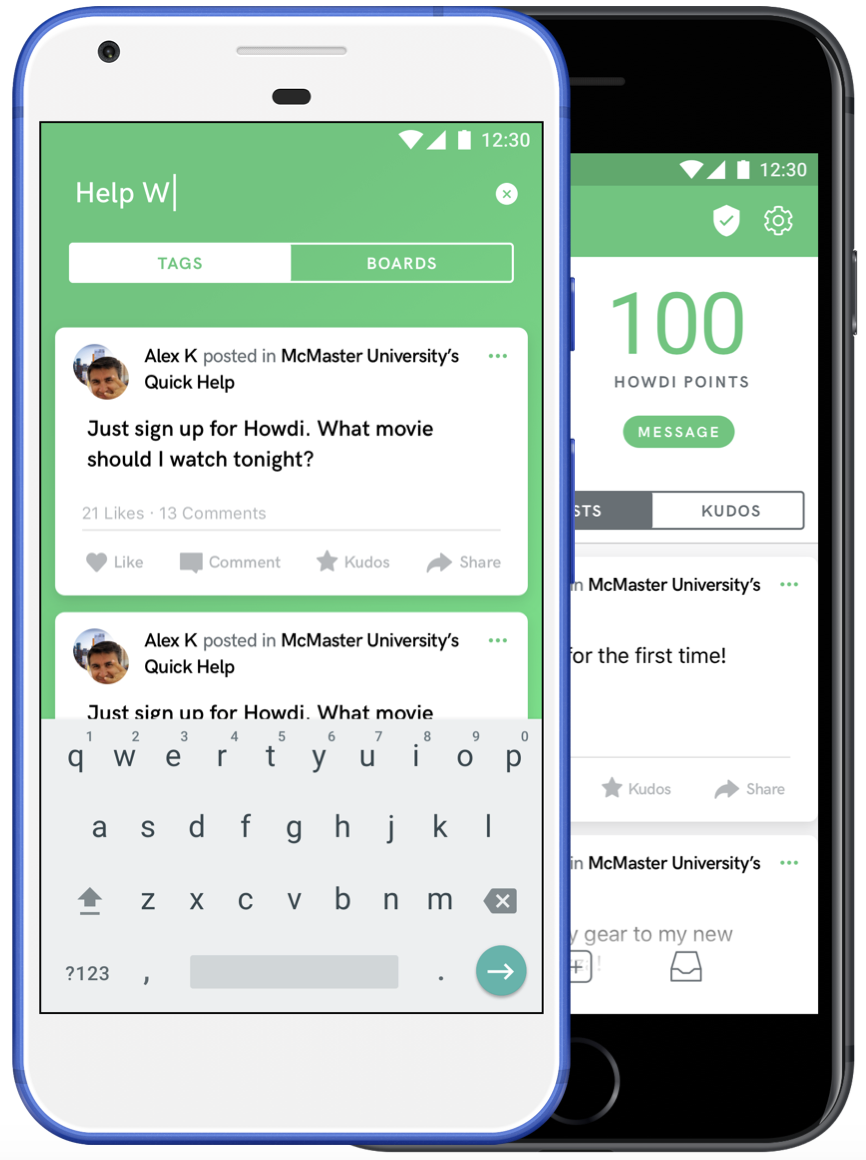 12:30
Help W
TAGS
BOARDS
Alex K posted in McMaster University’s
Quick Help
Just sign up for Howdi. What movie
should I watch tonight?
21 Likes · 13 Comments
Like
Comment
Kudos
Share
Alex K posted in McMaster University’s
Quick Help
Just sign up for Howdi. What movie
1 2 3 4 5 6 7 8 9 0
q w e r t y u i o p
a s d f g h j k l
z x c v b n m
?123 , .
12:30
100
HOWDI POINTS
MESSAGE
STS
KUDOS
in McMaster University’s
for the first time!
Kudos
Share
in McMaster University’s
y gear to my new